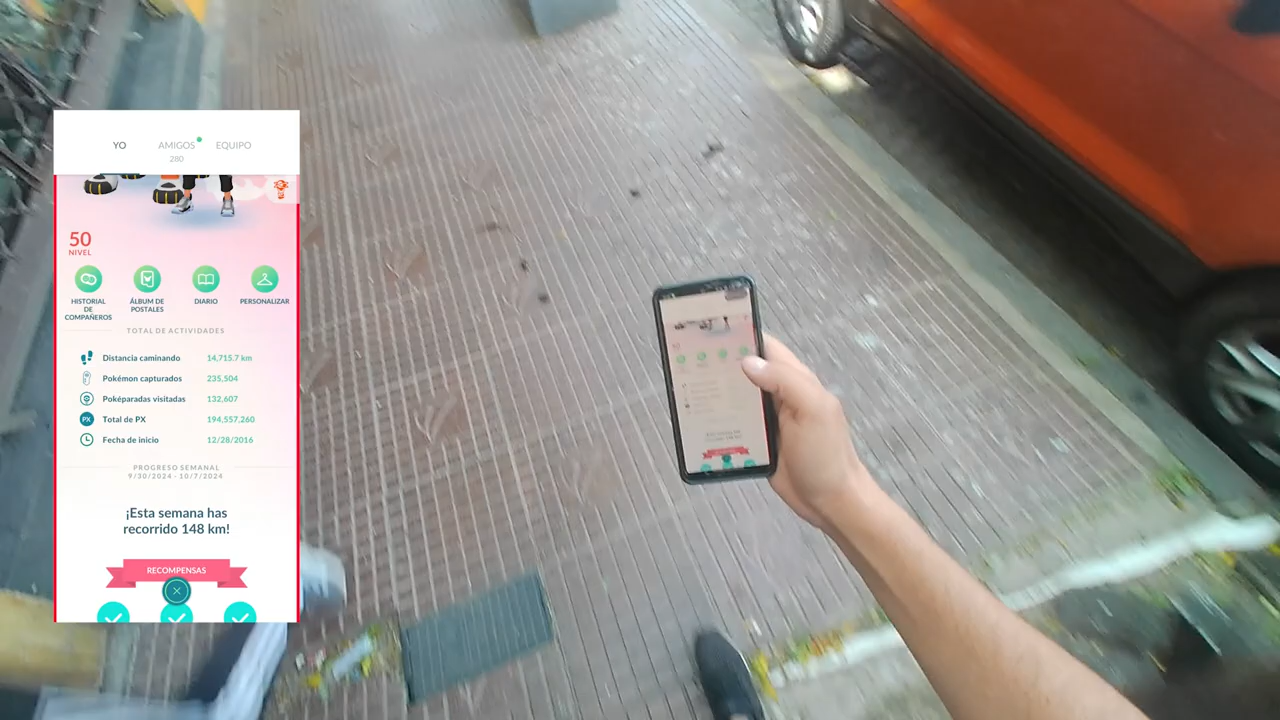 YO
AMIGOS
EQUIPO
280
50
NIVEL
HISTORIAL
DE
COMPAÑEROS
ÁLBUM DE
POSTALES
DIARIO
PERSONALIZAR
TOTAL DE ACTIVIDADES
Distancia caminando 14,715.7 km
Pokémon capturados 235,504
Poképaradas visitadas 132,607
PX Total de PX 194,557,260
Fecha de inicio 12/28/2016
PROGRESO SEMANAL
9/30/2024 - 10/7/2024
¡Esta semana has
recorrido 148 km!
RECOMPENSAS